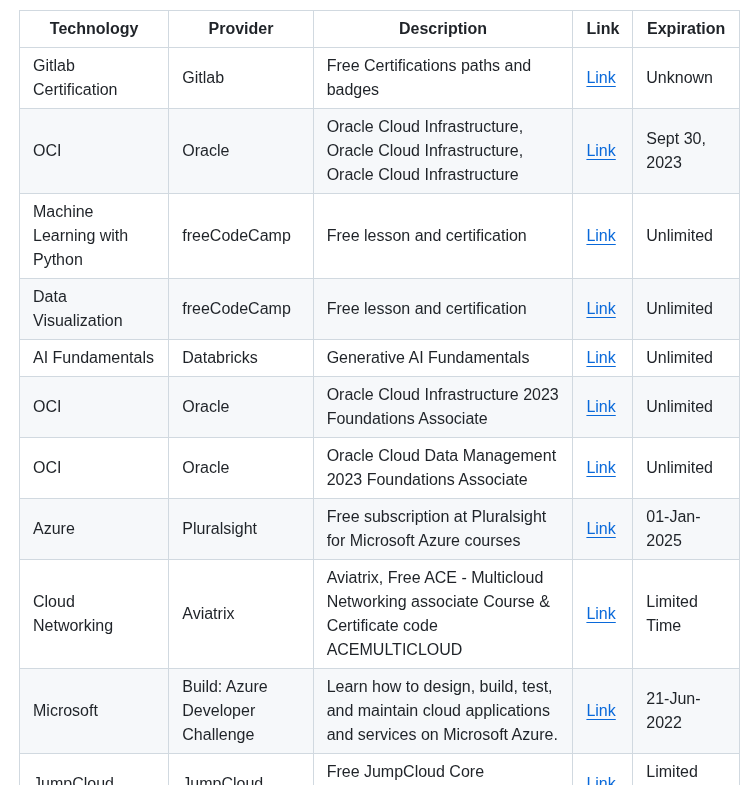 Technology Provider Description Link Expiration
Gitlab
Certification
Gitlab
Free Certifications paths and
badges
Link
Unknown
OCI
Oracle
Oracle Cloud Infrastructure,
Oracle Cloud Infrastructure,
Oracle Cloud Infrastructure
Link
Sept 30,
2023
Machine
Learning with
Python
freeCodeCamp
Free lesson and certification
Link
Unlimited
Data
Visualization
freeCodeCamp
Free lesson and certification
Link
Unlimited
AI Fundamentals
Databricks
Generative AI Fundamentals
Link
Unlimited
OCI
Oracle
Oracle Cloud Infrastructure 2023
Foundations Associate
Link
Unlimited
OCI
Oracle
Oracle Cloud Data Management
2023 Foundations Associate
Link
Unlimited
Azure
Pluralsight
Free subscription at Pluralsight
for Microsoft Azure courses
Link
01-Jan-
2025
Cloud
Networking
Aviatrix
Aviatrix, Free ACE - Multicloud
Networking associate Course &
Certificate code
ACEMULTICLOUD
Link
Limited
Time
Microsoft
Build: Azure
Developer
Challenge
Learn how to design, build, test,
and maintain cloud applications
and services on Microsoft Azure.
Link
21-Jun-
2022
JumpCloud
JumpCloud
Free JumpCloud Core
Link
Limited